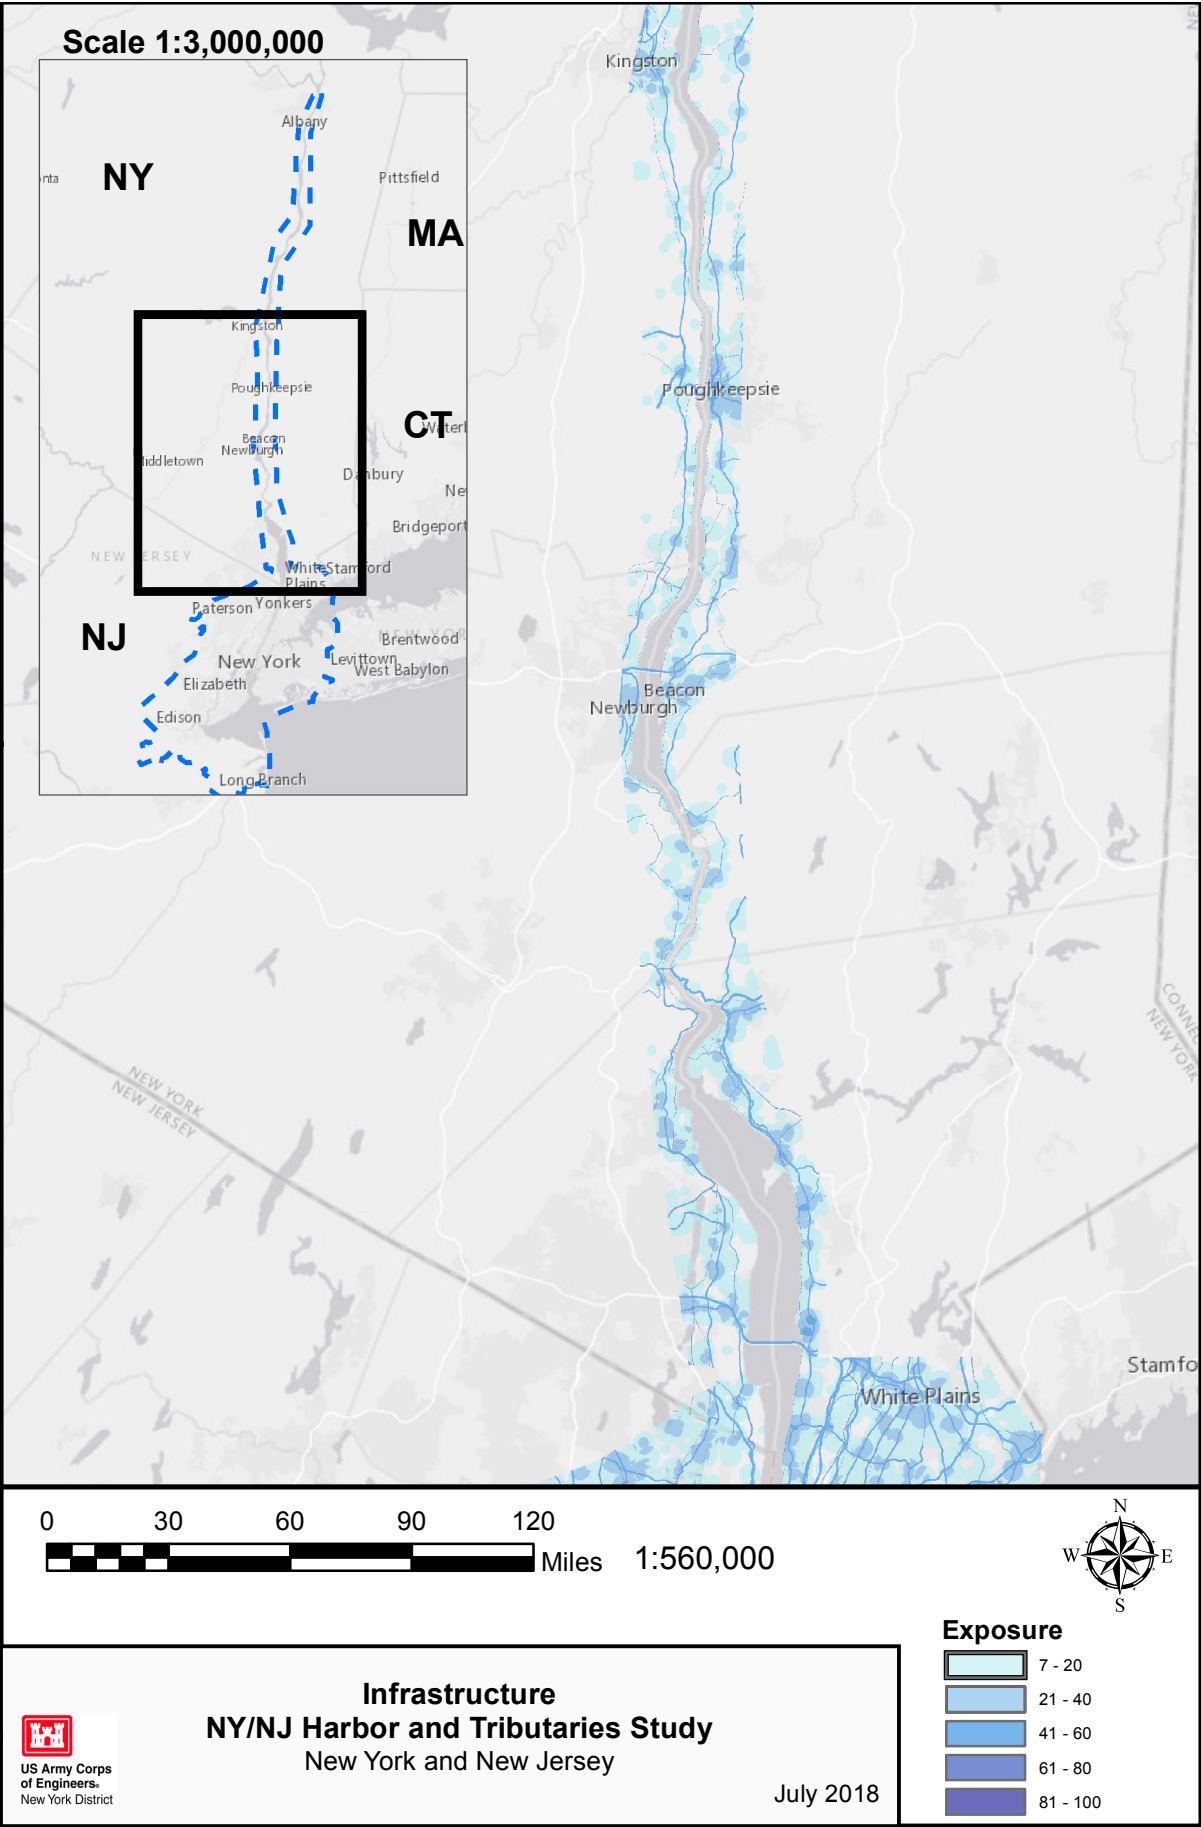 Scale 1:3,000,000
Albany
NY
Pittsfield
MA
Kingston
Poughkeepsie
CT
Beacon
Newburgh
Danbury
Bridgeport
NEW JERSEY
White Plains
Stamford
Paterson
Yonkers
NJ
Brentwood
New York
Levittown
West Babylon
Elizabeth
Edison
Long Branch
Kingston
Poughkeepsie
Beacon
Newburgh
NEW YORK
NEW JERSEY
NEW YORK
Stamfo
White Plains
0 30 60 90 120
Miles 1:560,000
N
W E
S
Exposure
7 - 20
21 - 40
41 - 60
61 - 80
81 - 100
Infrastructure
NY/NJ Harbor and Tributaries Study
New York and New Jersey
July 2018
US Army Corps
of Engineers®
New York District